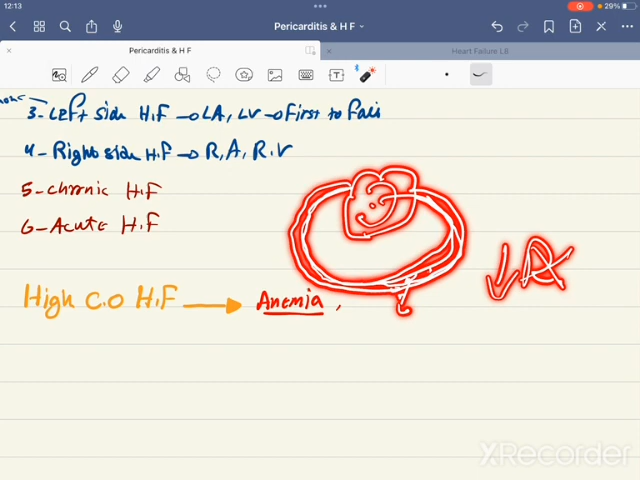 12:13
29%
Pericarditis & H F
Pericarditis & H F
Heart Failure L8
3- Left side H.F → LA, LV → First to Fail
4- Right side H.F → R,A, R.V
5- chronic H.F
6- Acute H.F
High C.O H.F → Anemia,
XRecorder